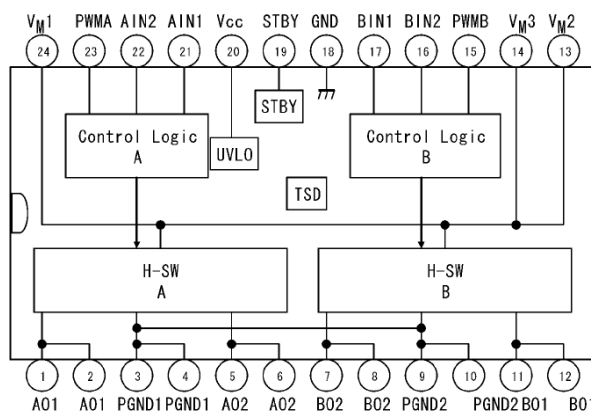 VM1 PWMA AIN2 AIN1 Vcc STBY GND BIN1 BIN2 PWMB VM3 VM2
24 23 22 21 20 19 18 17 16 15 14 13
STBY
Control Logic
A
Control Logic
B
UVLO
TSD
H-SW
A
H-SW
B
1 2 3 4 5 6 7 8 9 10 11 12
AO1 AO1 PGND1 PGND1 AO2 AO2 BO2 BO2 PGND2 PGND2 BO1 BO1